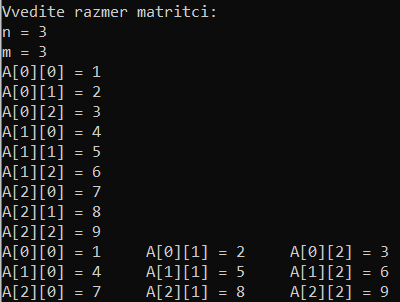 Vvedite razmer matritci:
n = 3
m = 3
A[0][0] = 1
A[0][1] = 2
A[0][2] = 3
A[1][0] = 4
A[1][1] = 5
A[1][2] = 6
A[2][0] = 7
A[2][1] = 8
A[2][2] = 9
A[0][0] = 1     A[0][1] = 2     A[0][2] = 3
A[1][0] = 4     A[1][1] = 5     A[1][2] = 6
A[2][0] = 7     A[2][1] = 8     A[2][2] = 9